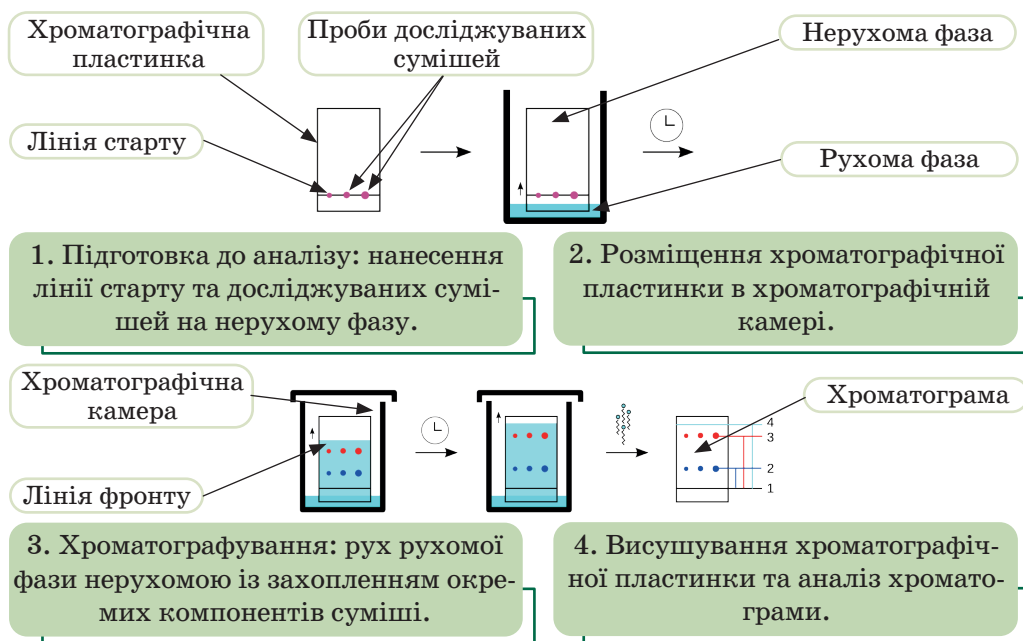 Хроматографічна
пластинка
Проби досліджуваних
сумішей
Нерухома фаза
Лінія старту
Рухома фаза
1. Підготовка до аналізу: нанесення
лінії старту та досліджуваних сумі-
шей на нерухому фазу.
2. Розміщення хроматографічної
пластинки в хроматографічній
камері.
Хроматографічна
камера
Хроматограма
Лінія фронту
4
3
2
1
3. Хроматографування: рух рухомої
фази нерухомою із захопленням окре-
мих компонентів суміші.
4. Висушування хроматографіч-
ної пластинки та аналіз хромато-
грами.